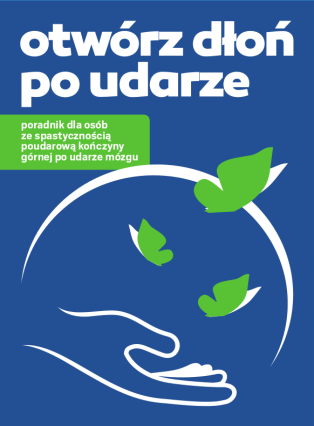 otwórz dłoń
po udarze
poradnik dla osób
ze spastycznością
poudarową kończyny
górnej po udarze mózgu